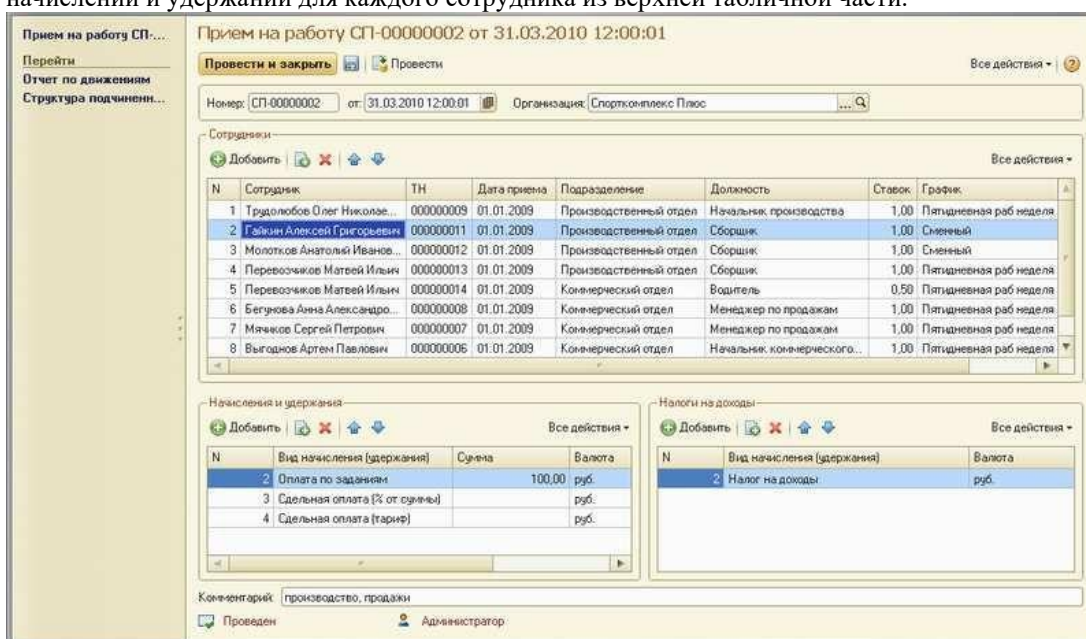 начислений и удержаний для каждого сотрудника из верхней табличной части.
Прием на работу СП-...
Перейти
Отчет по движениям
Структура подчиненн...
Прием на работу СП-00000002 от 31.03.2010 12:00:01
Провести и закрыть Провести Все действия
Номер: СП-00000002 от: 31.03.2010 12:00:01 Организация: Спорткомплекс Плюс ...
Сотрудники
Добавить Все действия
N Сотрудник ТН Дата приема Подразделение Должность Ставок График
1 Трудолюбов Олег Николае... 000000009 01.01.2009 Производственный отдел Начальник производства 1,00 Пятидневная раб неделя
2 Гайкин Алексей Григорьевич 000000011 01.01.2009 Производственный отдел Сборщик 1,00 Сменный
3 Молотков Анатолий Иванов... 000000012 01.01.2009 Производственный отдел Сборщик 1,00 Сменный
4 Перевозчиков Матвей Ильич 000000013 01.01.2009 Производственный отдел Сборщик 1,00 Пятидневная раб неделя
5 Перевозчиков Матвей Ильич 000000014 01.01.2009 Коммерческий отдел Водитель 0,50 Пятидневная раб неделя
6 Бегунова Анна Александро... 000000008 01.01.2009 Коммерческий отдел Менеджер по продажам 1,00 Пятидневная раб неделя
7 Мячиков Сергей Петрович 000000007 01.01.2009 Коммерческий отдел Менеджер по продажам 1,00 Пятидневная раб неделя
8 Выгоднов Артем Павлович 000000006 01.01.2009 Коммерческий отдел Начальник коммерческого... 1,00 Пятидневная раб неделя
Начисления и удержания
Добавить Все действия
N Вид начисления (удержания) Сумма Валюта
2 Оплата по заданиям 100,00 руб.
3 Сдельная оплата (% от суммы) руб.
4 Сдельная оплата (тариф) руб.
Налоги на доходы
Добавить Все действия
N Вид начисления (удержания) Валюта
2 Налог на доходы руб.
Комментарий: производство, продажи
Проведен Администратор